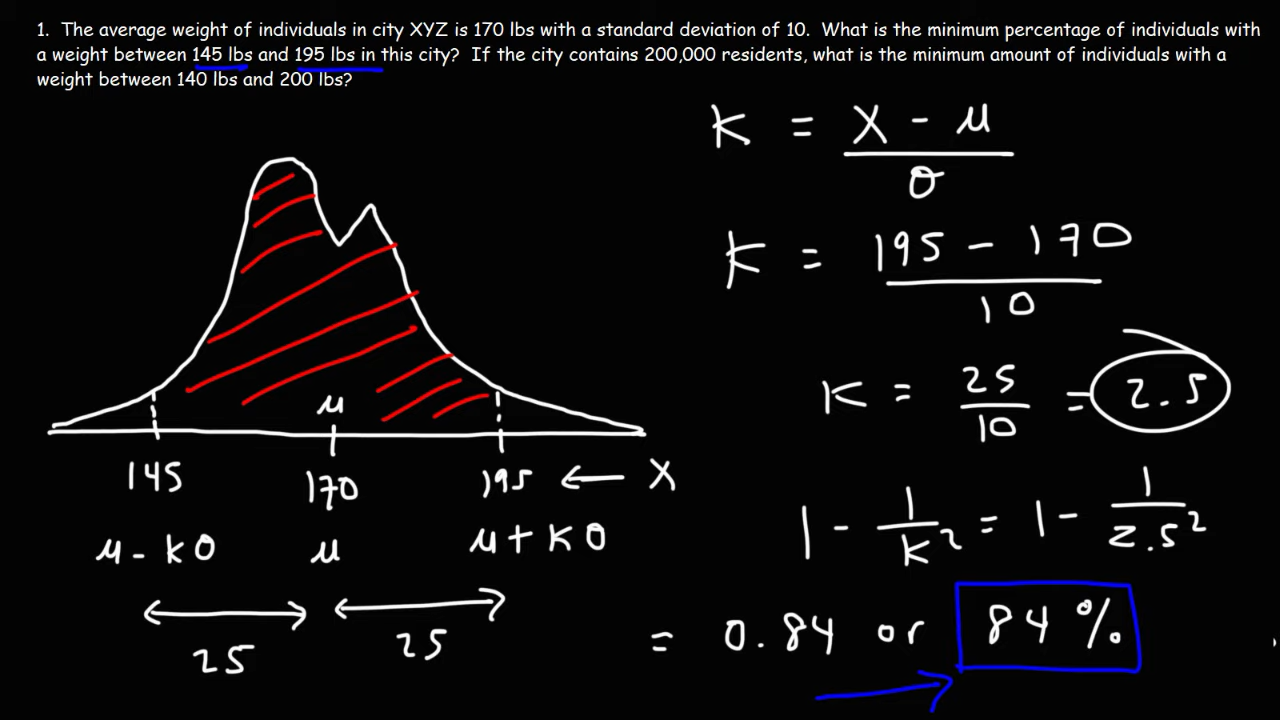 1. The average weight of individuals in city XYZ is 170 lbs with a standard deviation of 10. What is the minimum percentage of individuals with
a weight between 145 lbs and 195 lbs in this city? If the city contains 200,000 residents, what is the minimum amount of individuals with a
weight between 140 lbs and 200 lbs?
K = (X - μ) / σ
K = (195 - 170) / 10
K = 25/10 = 2.5
1 - 1/K² = 1 - 1/2.5²
= 0.84 or 84%
μ
145 170 195 ← X
μ - Kσ μ μ + Kσ
25 25